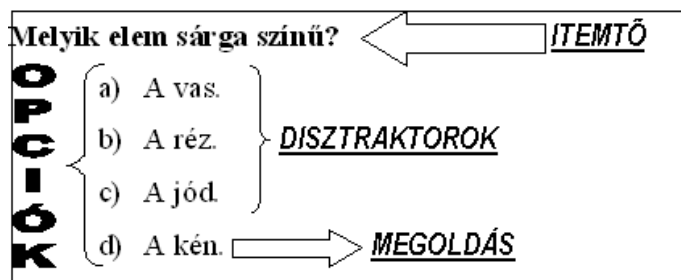 Melyik elem sárga színű? ITEMTŐ
OPCIÓK
a) A vas.
b) A réz.
c) A jód.
DISZTRAKTOROK
d) A kén. MEGOLDÁS